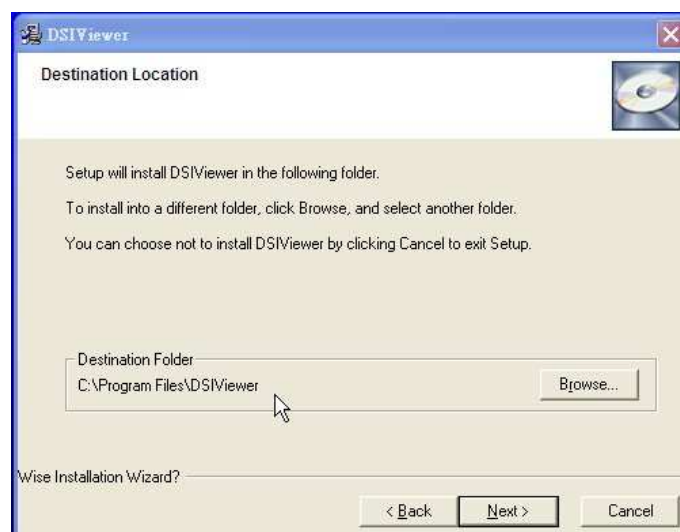 DSIViewer
Destination Location
Setup will install DSIViewer in the following folder.
To install into a different folder, click Browse, and select another folder.
You can choose not to install DSIViewer by clicking Cancel to exit Setup.
Destination Folder
C:\Program Files\DSIViewer
Browse...
Wise Installation Wizard?
< Back
Next >
Cancel